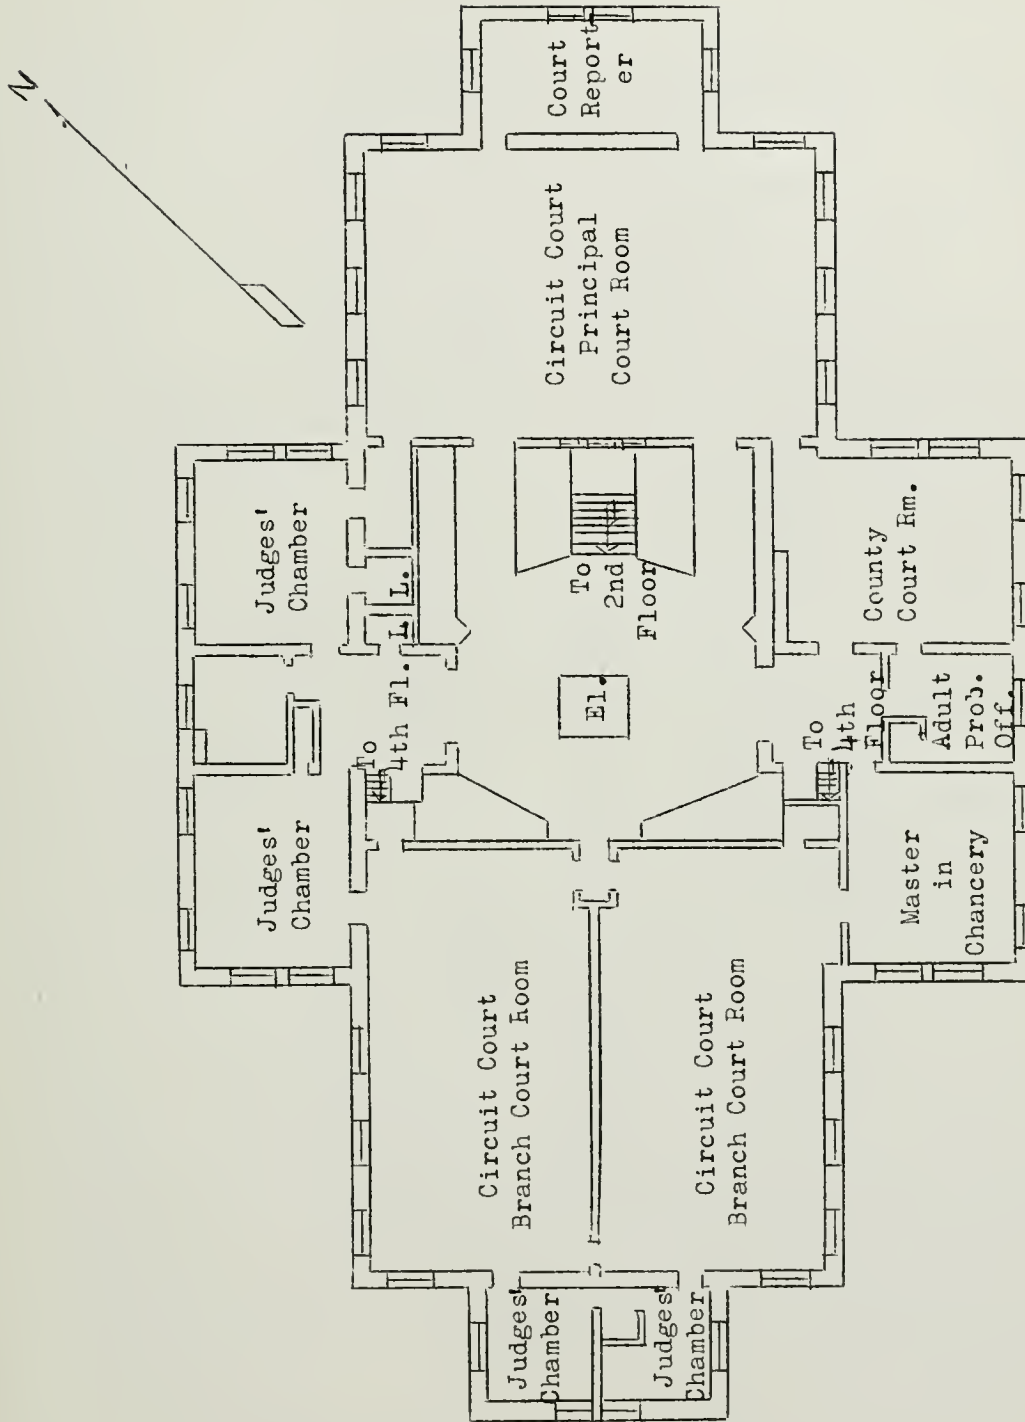 N
Court
Report
er
Circuit Court
Principal
Court Room
Judges'
Chamber
L. L.
To
2nd
Floor
County
Court Rm.
El.
To
4th Fl.
To
4th
Floor
Adult
Prob.
Off.
Judges'
Chamber
Master
in
Chancery
Circuit Court
Branch Court Room
Circuit Court
Branch Court Room
Judges'
Chamber
Judges'
Chamber